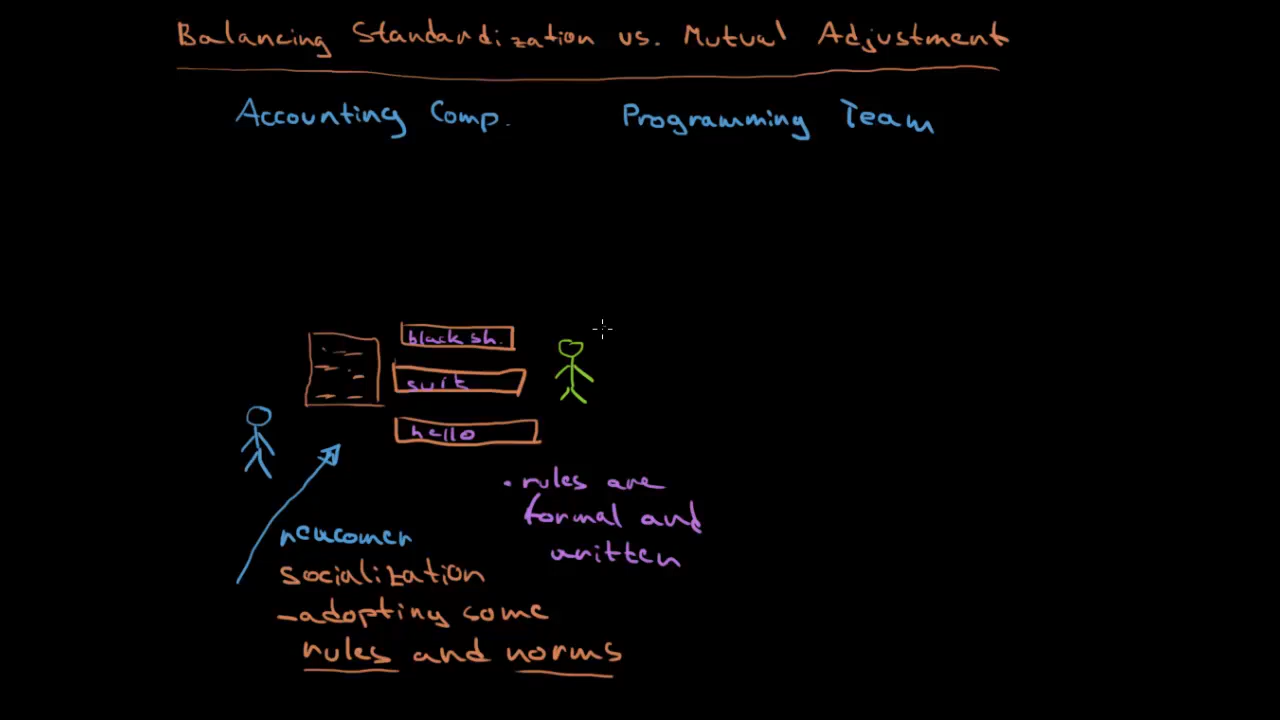 Balancing Standardization vs. Mutual Adjustment
Accounting Comp.
Programming Team
black sh.
suit
hello
• rules are
formal and
written
newcomer
socialization
- adopting some
rules and norms